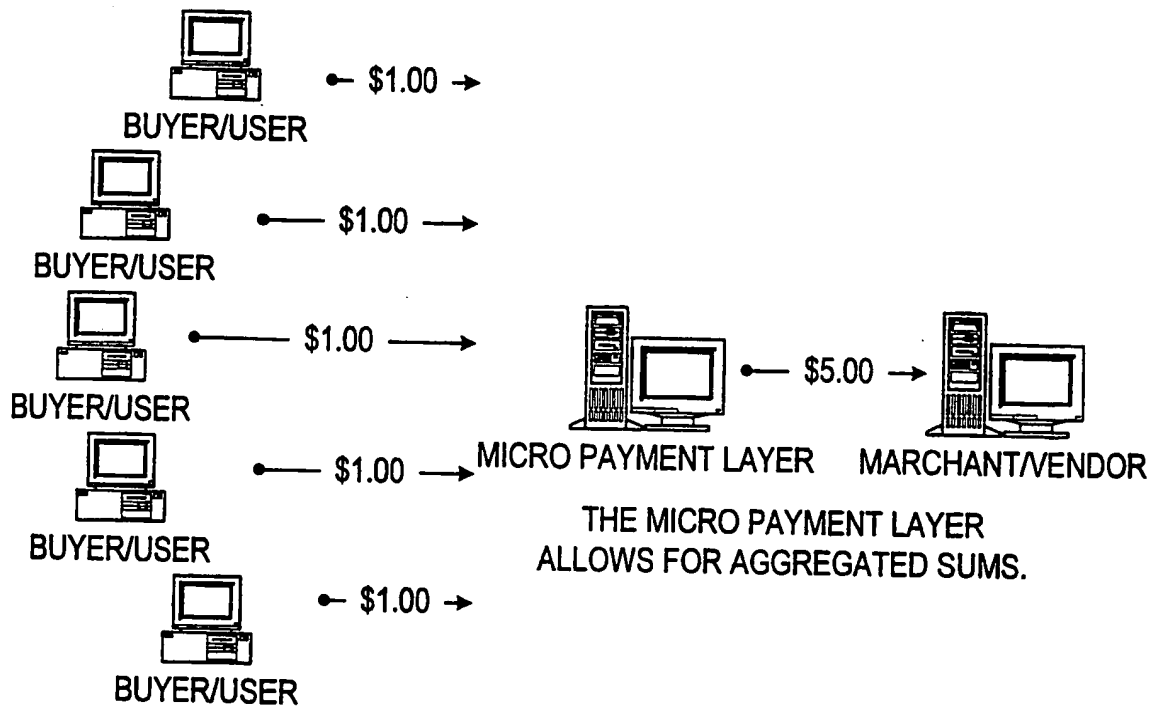 $1.00
BUYER/USER
$1.00
BUYER/USER
$1.00
BUYER/USER
$1.00
BUYER/USER
$1.00
BUYER/USER
$5.00
MICRO PAYMENT LAYER
MARCHANT/VENDOR
THE MICRO PAYMENT LAYER
ALLOWS FOR AGGREGATED SUMS.